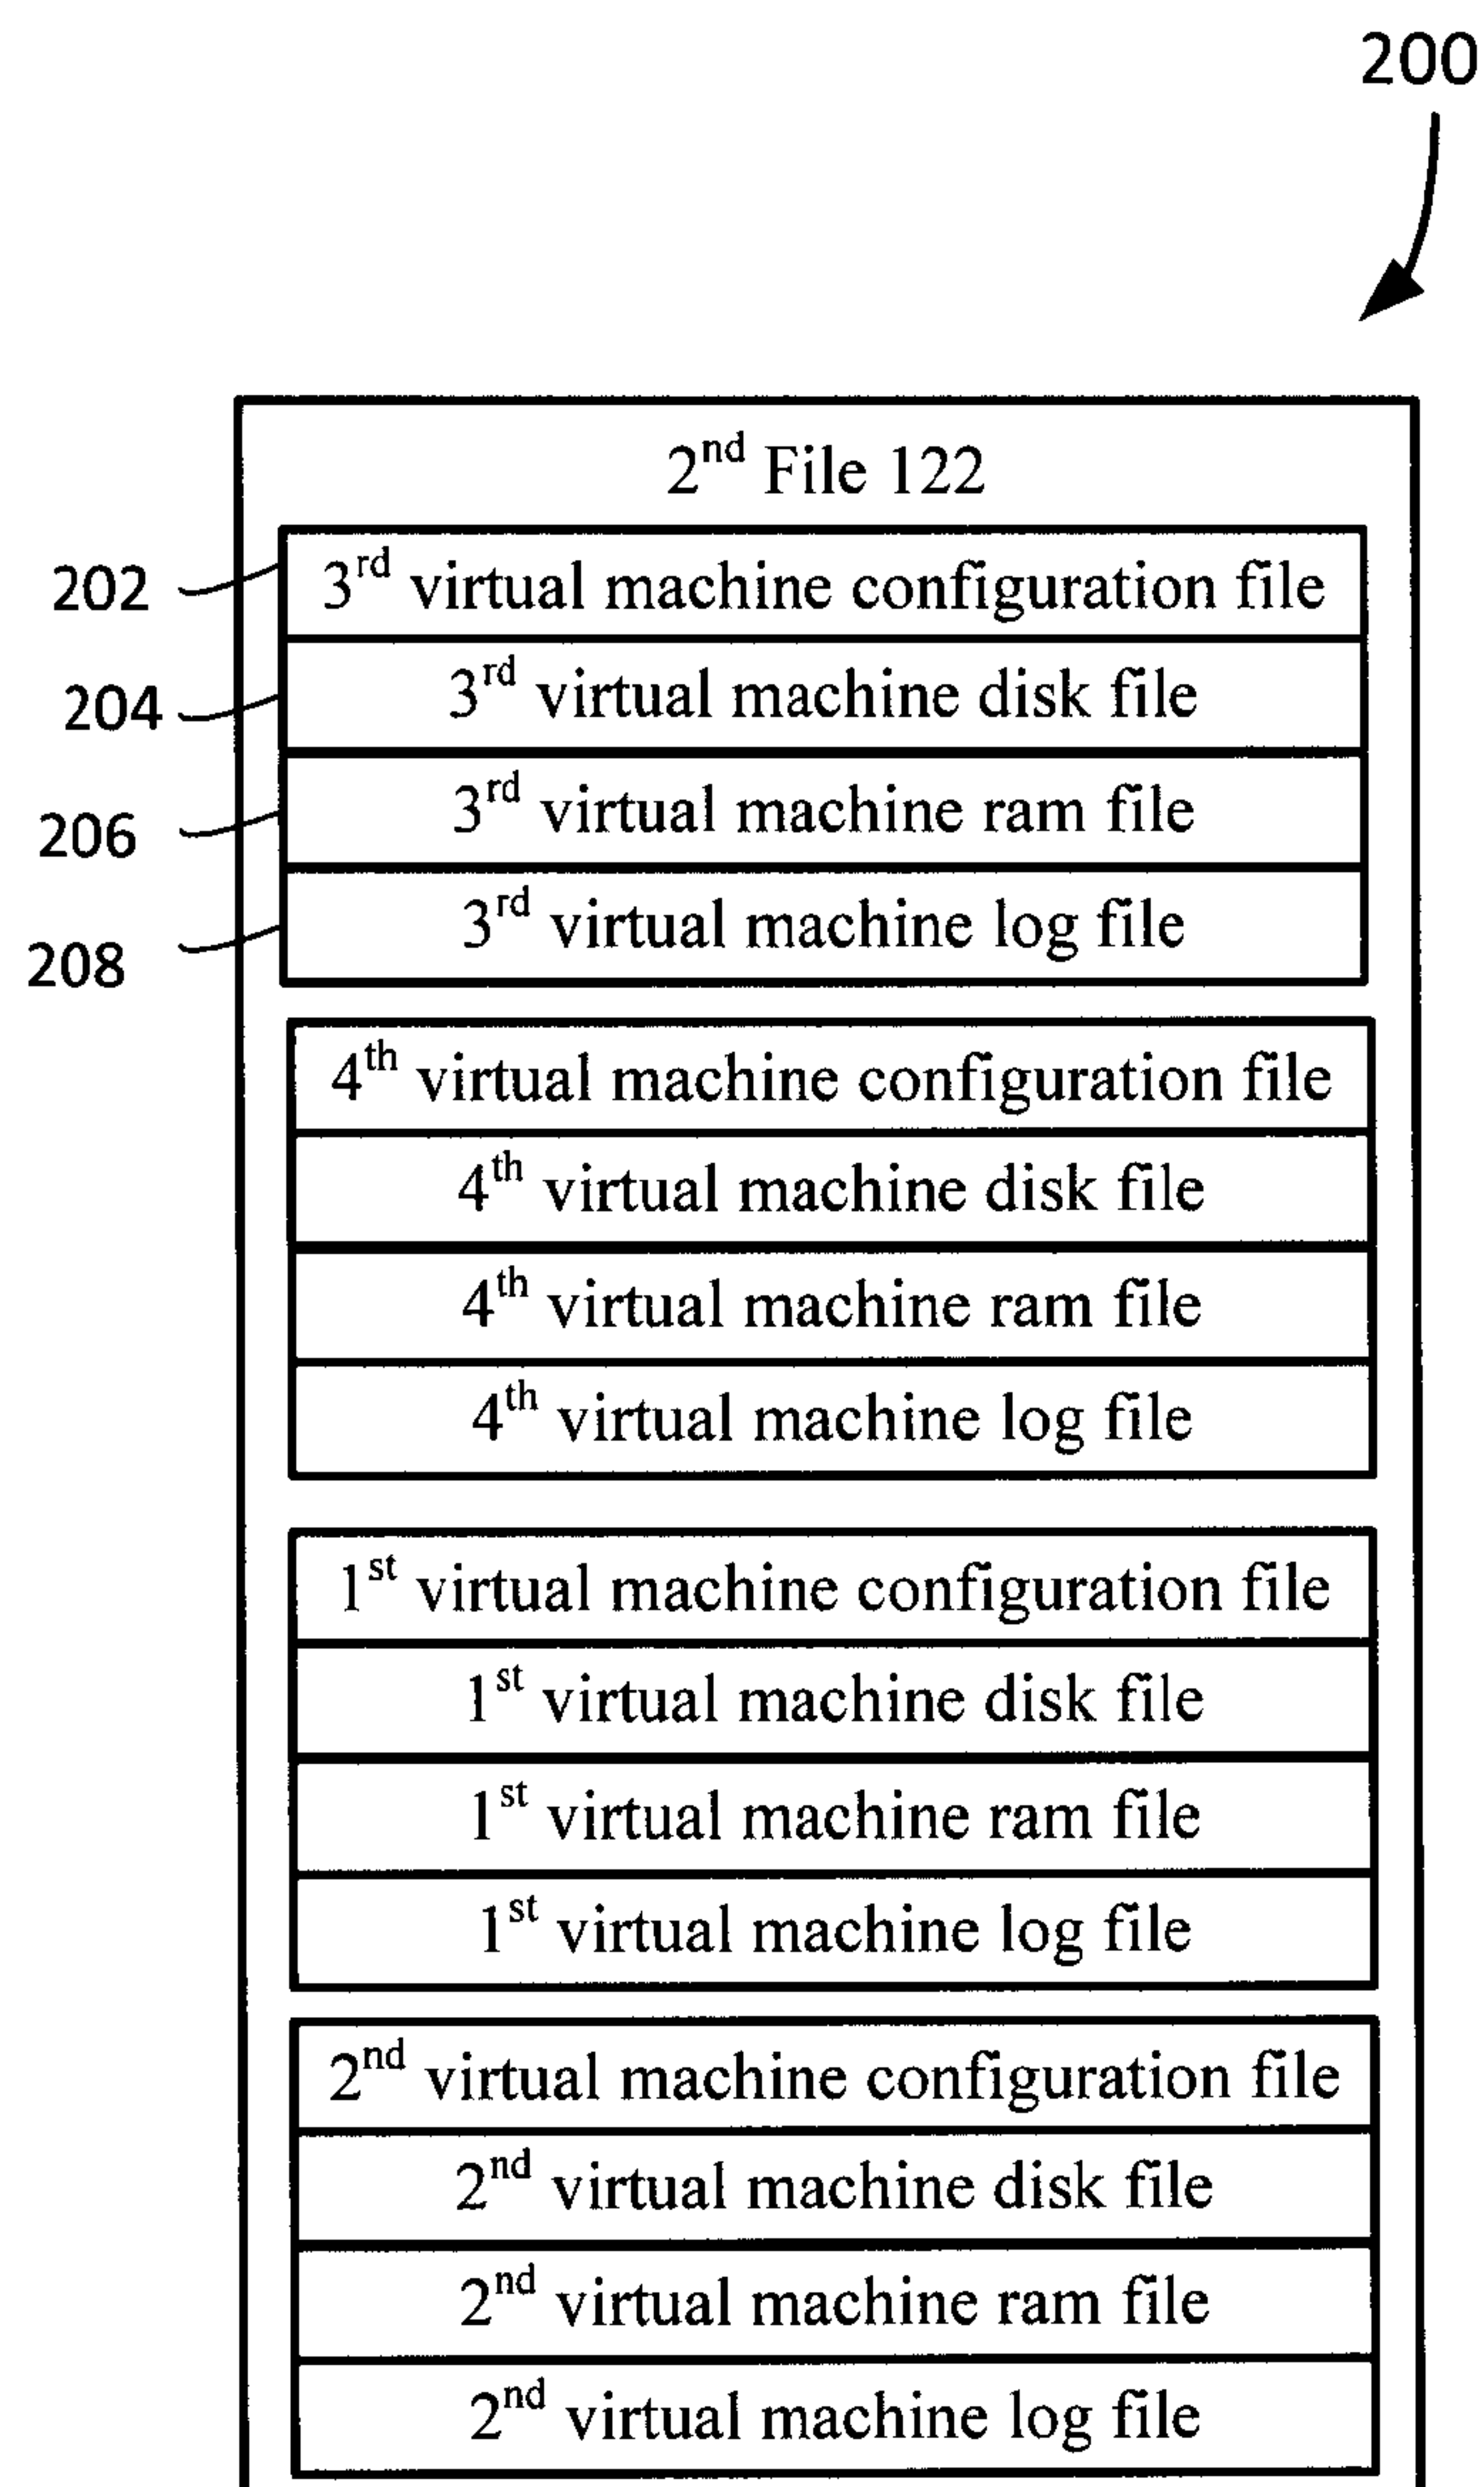 200
2nd File 122
202 3rd virtual machine configuration file
204 3rd virtual machine disk file
206 3rd virtual machine ram file
208 3rd virtual machine log file
4th virtual machine configuration file
4th virtual machine disk file
4th virtual machine ram file
4th virtual machine log file
1st virtual machine configuration file
1st virtual machine disk file
1st virtual machine ram file
1st virtual machine log file
2nd virtual machine configuration file
2nd virtual machine disk file
2nd virtual machine ram file
2nd virtual machine log file